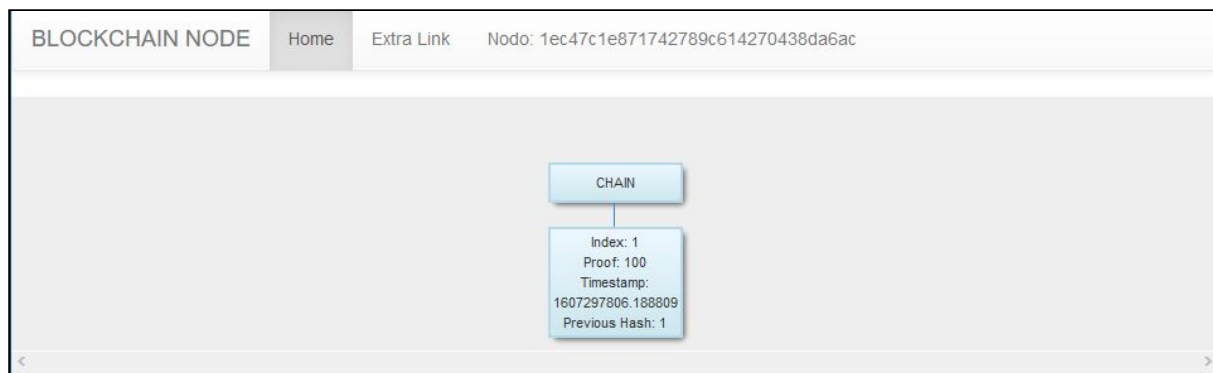 BLOCKCHAIN NODE Home Extra Link Nodo: 1ec47c1e871742789c614270438da6ac
CHAIN
Index: 1
Proof: 100
Timestamp:
1607297806.188809
Previous Hash: 1